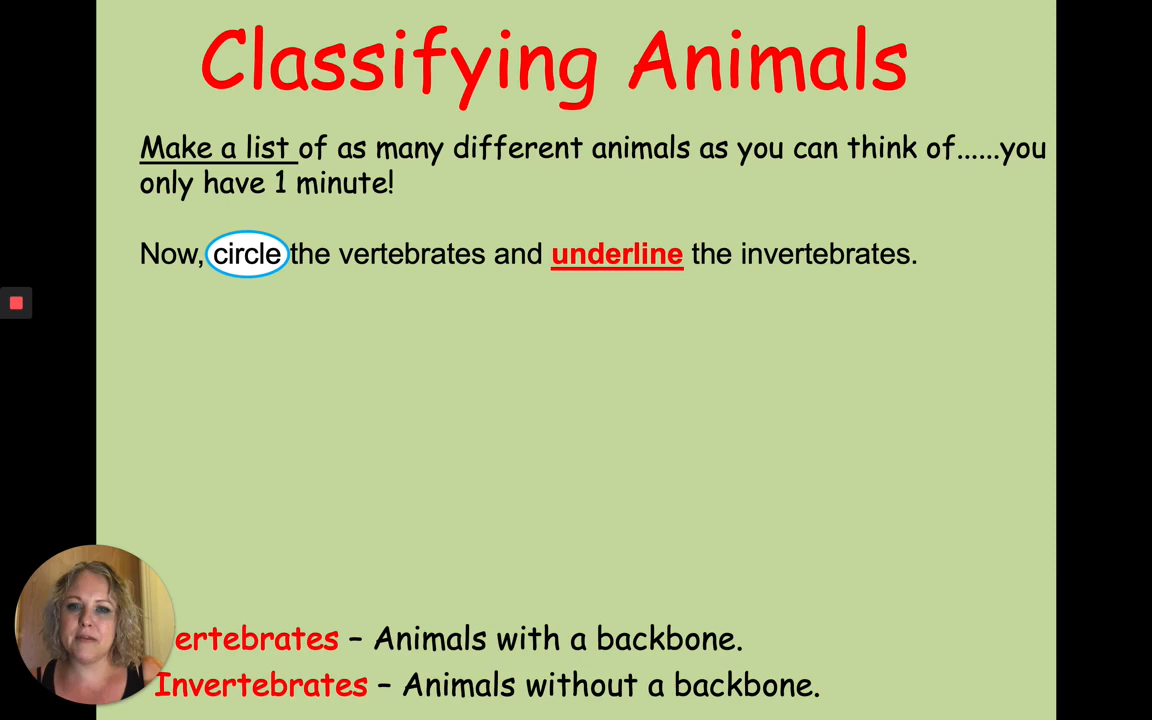 Classifying Animals
Make a list of as many different animals as you can think of......you
only have 1 minute!
Now, circle the vertebrates and underline the invertebrates.
ertebrates – Animals with a backbone.
Invertebrates – Animals without a backbone.